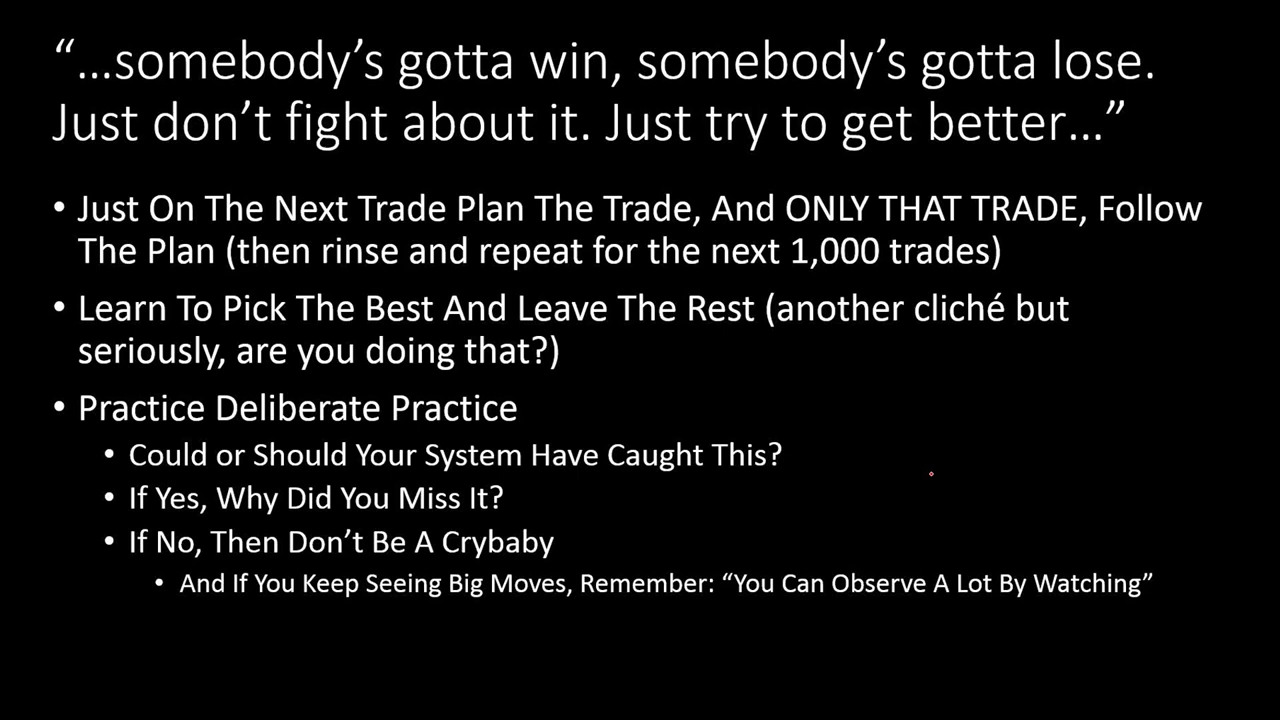 “…somebody’s gotta win, somebody’s gotta lose.
Just don’t fight about it. Just try to get better…”
• Just On The Next Trade Plan The Trade, And ONLY THAT TRADE, Follow
The Plan (then rinse and repeat for the next 1,000 trades)
• Learn To Pick The Best And Leave The Rest (another cliché but
seriously, are you doing that?)
• Practice Deliberate Practice
• Could or Should Your System Have Caught This?
• If Yes, Why Did You Miss It?
• If No, Then Don’t Be A Crybaby
• And If You Keep Seeing Big Moves, Remember: “You Can Observe A Lot By Watching”